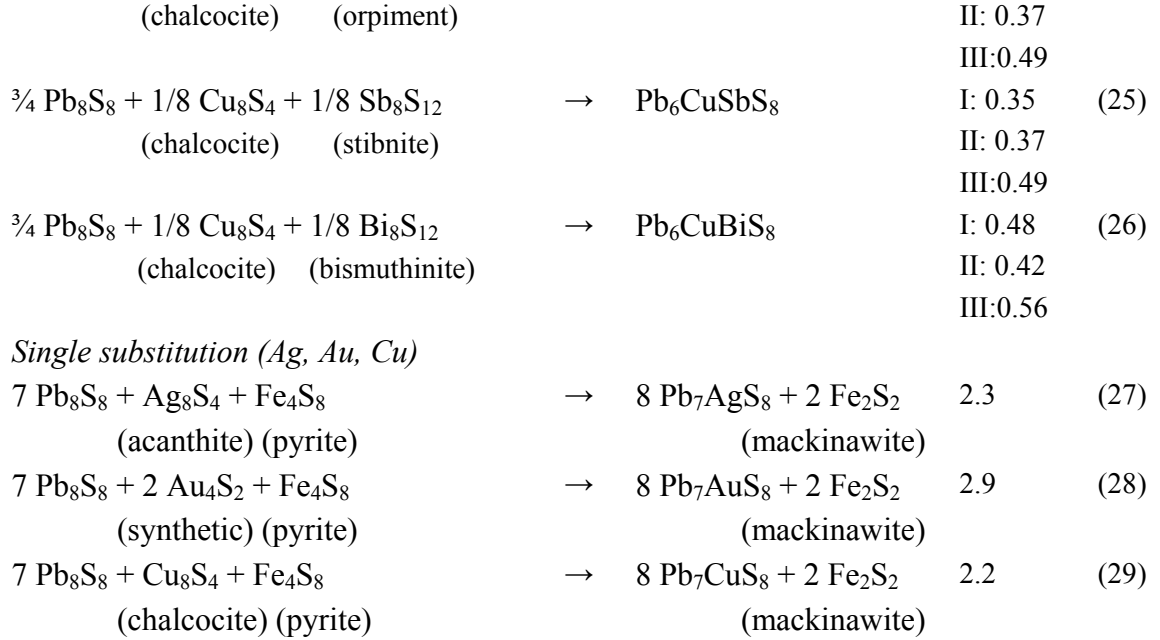 (chalcocite) (orpiment) II: 0.37
III:0.49
¾ Pb₈S₈ + 1/8 Cu₈S₄ + 1/8 Sb₈S₁₂ → Pb₆CuSbS₈ I: 0.35 (25)
(chalcocite) (stibnite) II: 0.37
III:0.49
¾ Pb₈S₈ + 1/8 Cu₈S₄ + 1/8 Bi₈S₁₂ → Pb₆CuBiS₈ I: 0.48 (26)
(chalcocite) (bismuthinite) II: 0.42
III:0.56
Single substitution (Ag, Au, Cu)
7 Pb₈S₈ + Ag₈S₄ + Fe₄S₈ → 8 Pb₇AgS₈ + 2 Fe₂S₂ 2.3 (27)
(acanthite) (pyrite) (mackinawite)
7 Pb₈S₈ + 2 Au₄S₂ + Fe₄S₈ → 8 Pb₇AuS₈ + 2 Fe₂S₂ 2.9 (28)
(synthetic) (pyrite) (mackinawite)
7 Pb₈S₈ + Cu₈S₄ + Fe₄S₈ → 8 Pb₇CuS₈ + 2 Fe₂S₂ 2.2 (29)
(chalcocite) (pyrite) (mackinawite)